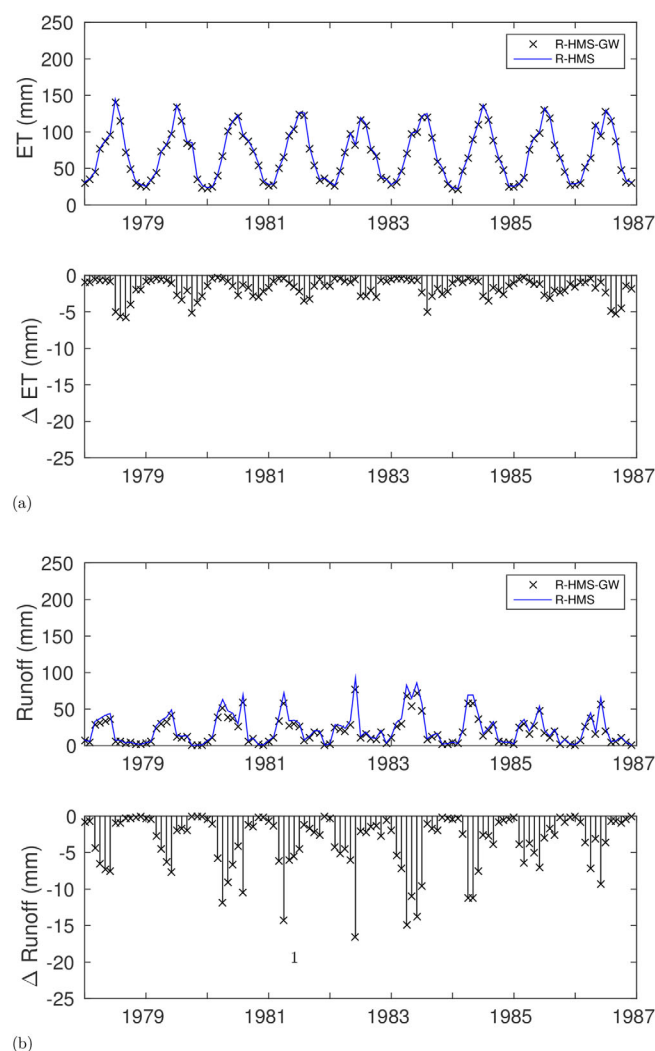 250
200
150
100
50
0
ET (mm)
R-HMS-GW
R-HMS
1979 1981 1983 1985 1987
0
-5
-10
-15
-20
-25
Δ ET (mm)
1979 1981 1983 1985 1987
(a)
250
200
150
100
50
0
Runoff (mm)
R-HMS-GW
R-HMS
1979 1981 1983 1985 1987
0
-5
-10
-15
-20
-25
Δ Runoff (mm)
1
1979 1981 1983 1985 1987
(b)